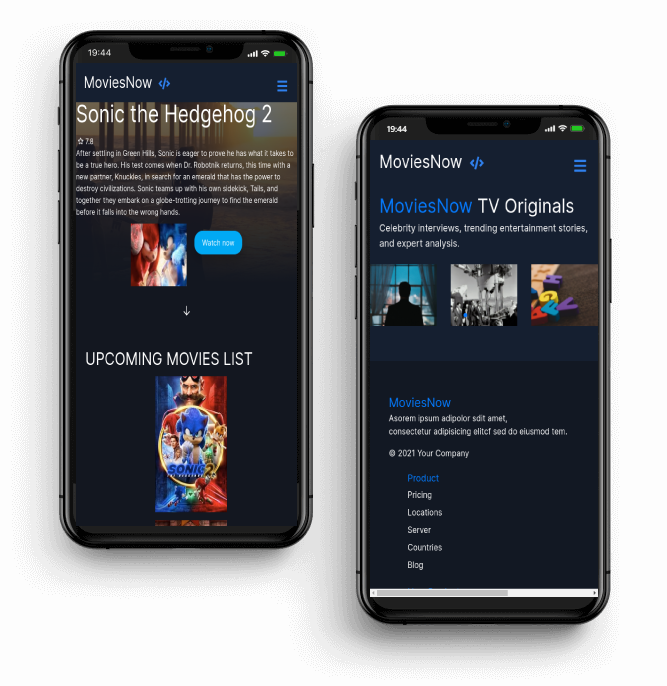 19:44
MoviesNow </>
Sonic the Hedgehog 2
7.8
After settling in Green Hills, Sonic is eager to prove he has what it takes to
be a true hero. His test comes when Dr. Robotnik returns, this time with a
new partner, Knuckles, in search for an emerald that has the power to
destroy civilizations. Sonic teams up with his own sidekick, Tails, and
together they embark on a globe-trotting journey to find the emerald
before it falls into the wrong hands.
Watch now
UPCOMING MOVIES LIST
SONIC 2
19:44
MoviesNow </>
MoviesNow TV Originals
Celebrity interviews, trending entertainment stories,
and expert analysis.
MoviesNow
Asorem ipsum adipolor sdit amet,
consectetur adipisicing elitcf sed do eiusmod tem.
© 2021 Your Company
Product
Pricing
Locations
Server
Countries
Blog